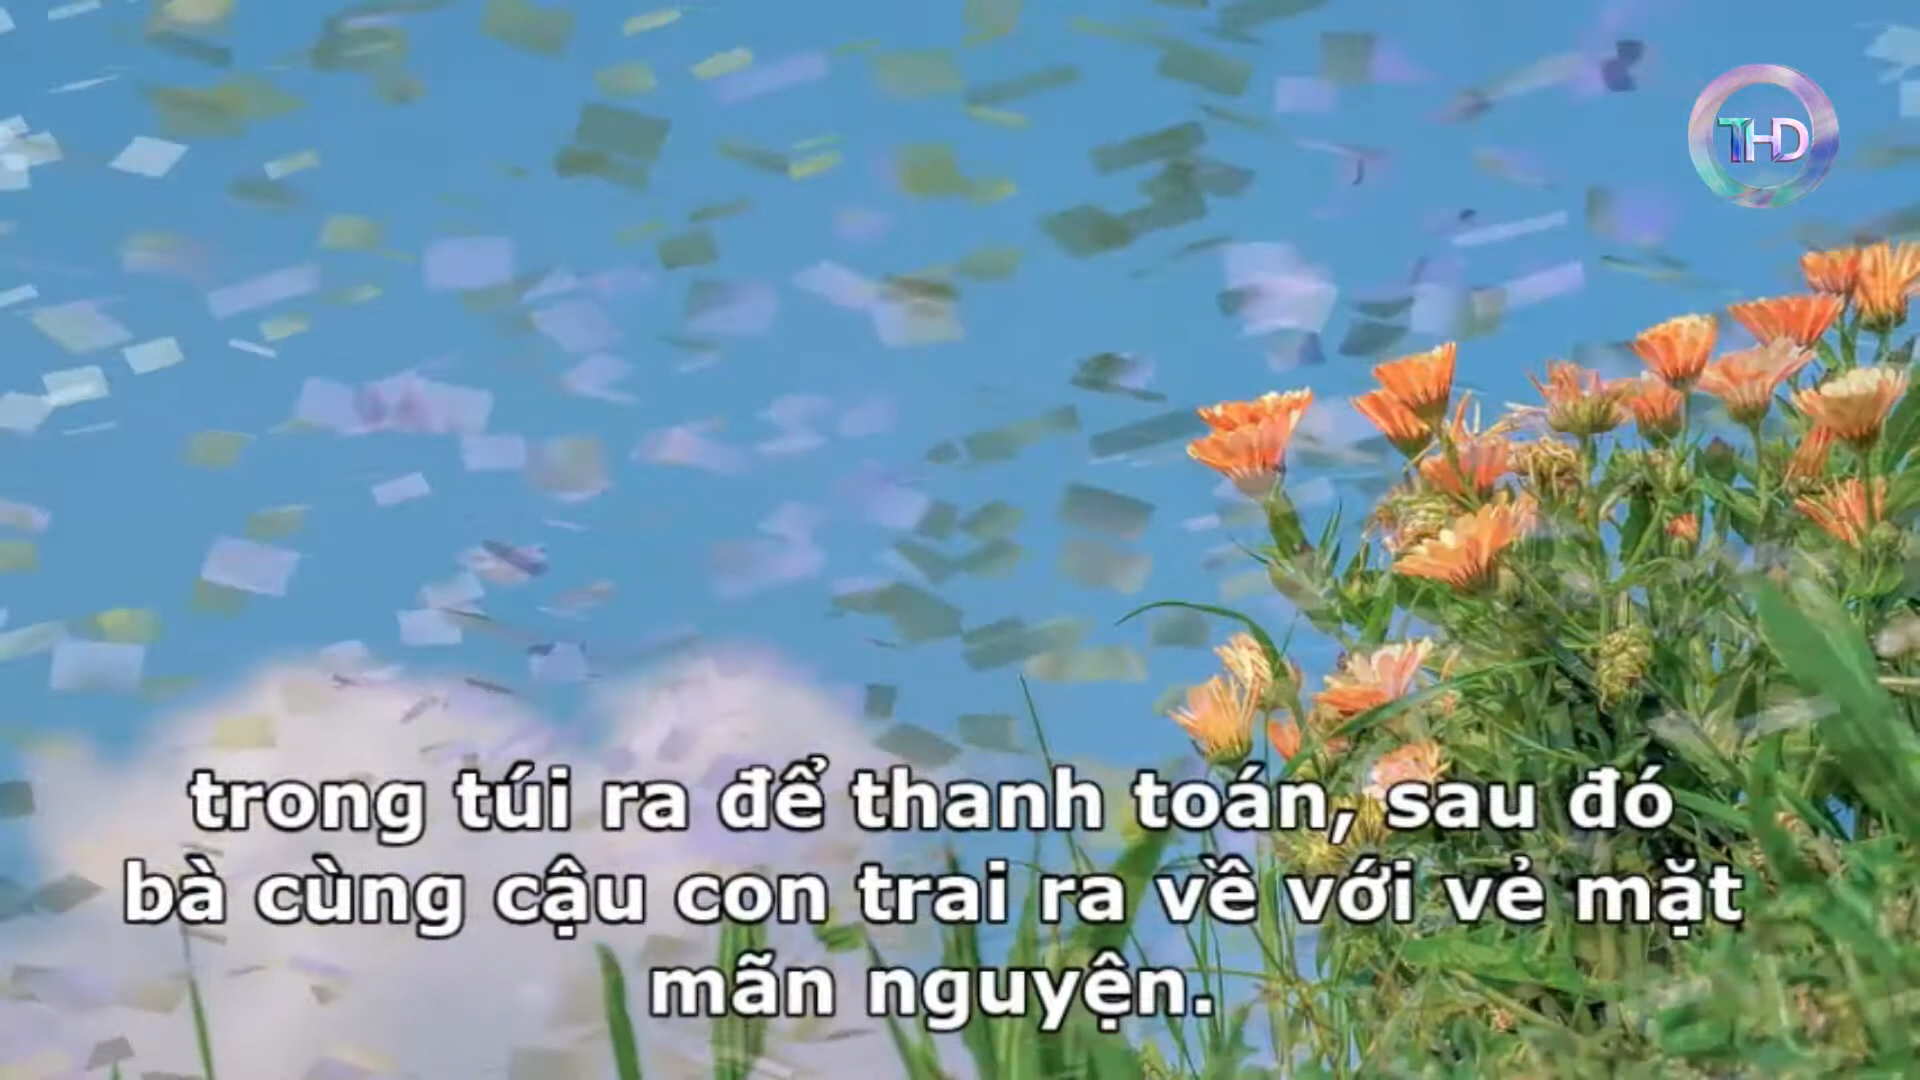 THD
trong túi ra để thanh toán, sau đó
bà cùng cậu con trai ra về với vẻ mặt
mãn nguyện.